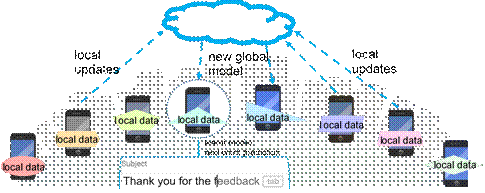 local
updates
new global
model
local
updates
local data
local data
local data
local data
local data
local data
local data
local data
Subject
Thank you for the feedback tab